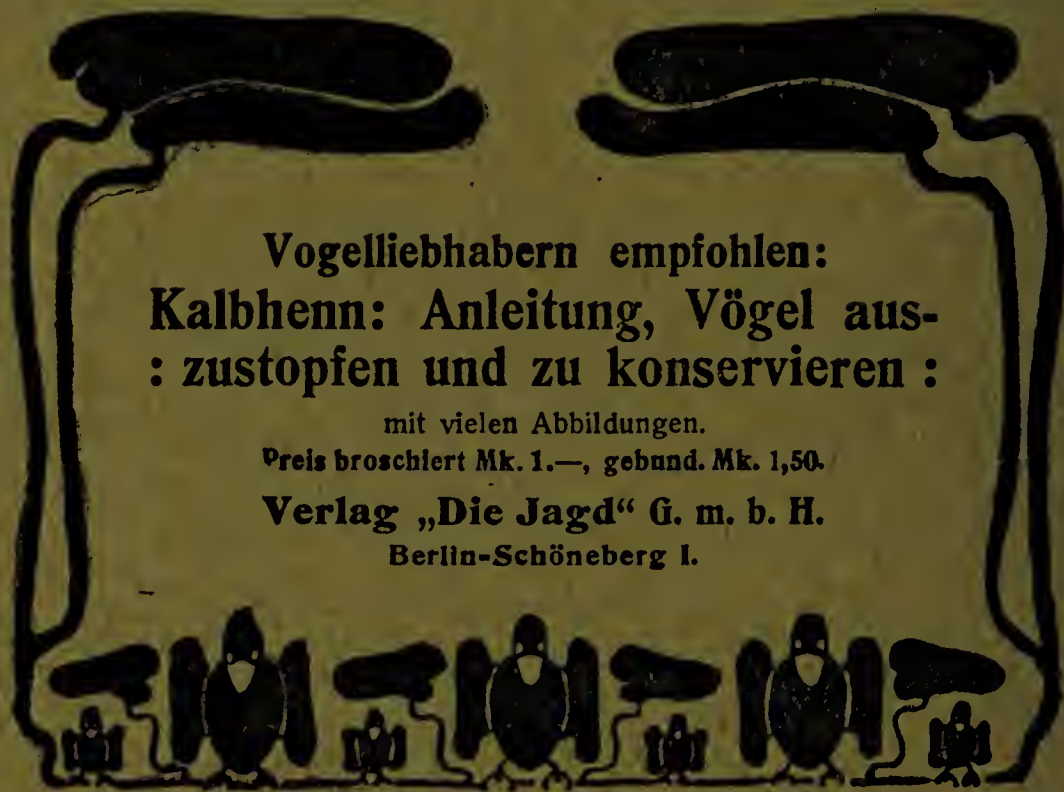 Vogelliebhabern empfohlen:
Kalbhenn: Anleitung, Vögel aus-
: zustopfen und zu konservieren :
mit vielen Abbildungen.
Preis broschiert Mk. 1.—, gebund. Mk. 1,50.
Verlag „Die Jagd“ G. m. b. H.
Berlin-Schöneberg I.